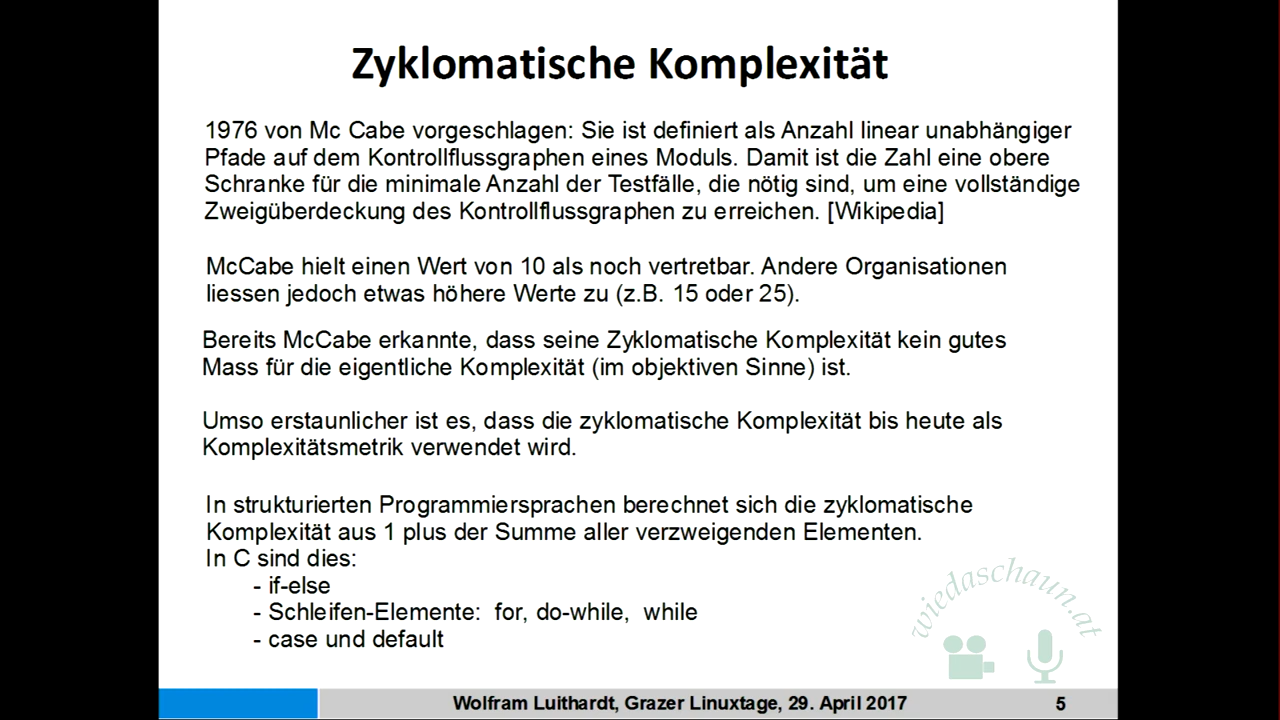 Zyklomatische Komplexität
1976 von Mc Cabe vorgeschlagen: Sie ist definiert als Anzahl linear unabhängiger
Pfade auf dem Kontrollflussgraphen eines Moduls. Damit ist die Zahl eine obere
Schranke für die minimale Anzahl der Testfälle, die nötig sind, um eine vollständige
Zweigüberdeckung des Kontrollflussgraphen zu erreichen. [Wikipedia]
McCabe hielt einen Wert von 10 als noch vertretbar. Andere Organisationen
liessen jedoch etwas höhere Werte zu (z.B. 15 oder 25).
Bereits McCabe erkannte, dass seine Zyklomatische Komplexität kein gutes
Mass für die eigentliche Komplexität (im objektiven Sinne) ist.
Umso erstaunlicher ist es, dass die zyklomatische Komplexität bis heute als
Komplexitätsmetrik verwendet wird.
In strukturierten Programmiersprachen berechnet sich die zyklomatische
Komplexität aus 1 plus der Summe aller verzweigenden Elementen.
In C sind dies:
- if-else
- Schleifen-Elemente: for, do-while, while
- case und default
wiedaschaun.at
Wolfram Luithardt, Grazer Linuxtage, 29. April 2017 5